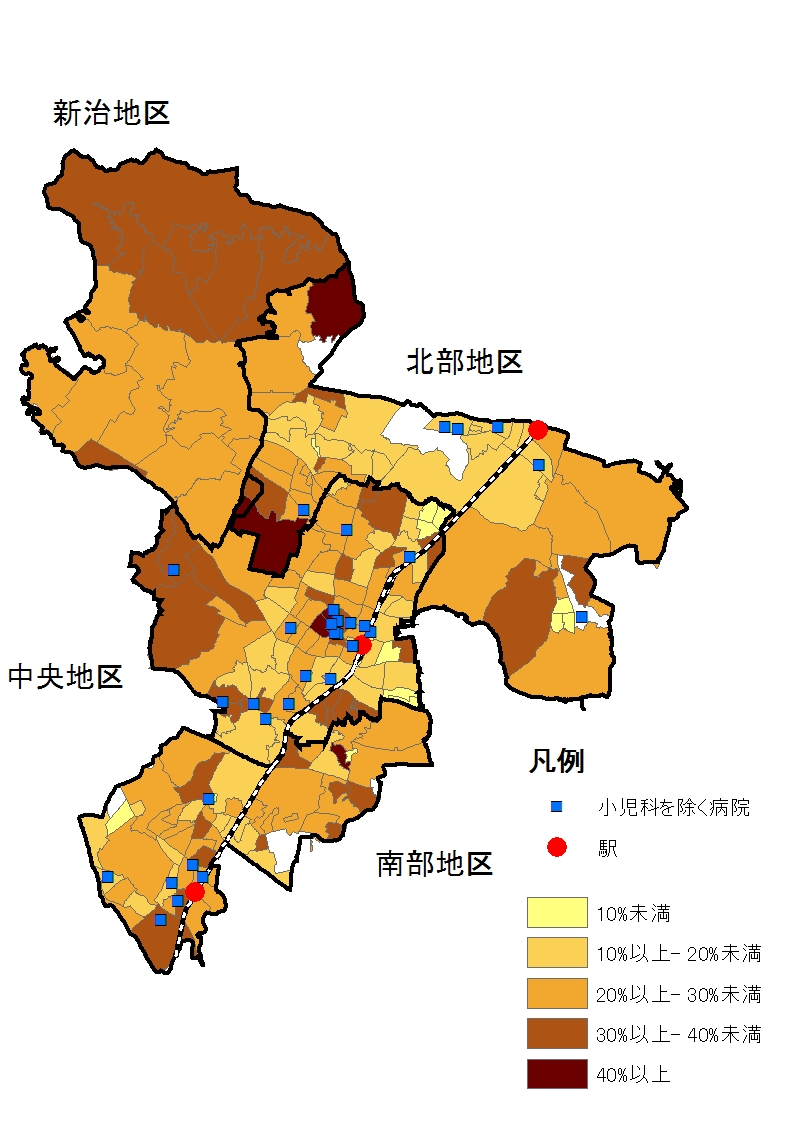 新治地区
北部地区
中央地区
南部地区
凡例
小児科を除く病院
駅
10%未満
10%以上- 20%未満
20%以上- 30%未満
30%以上- 40%未満
40%以上